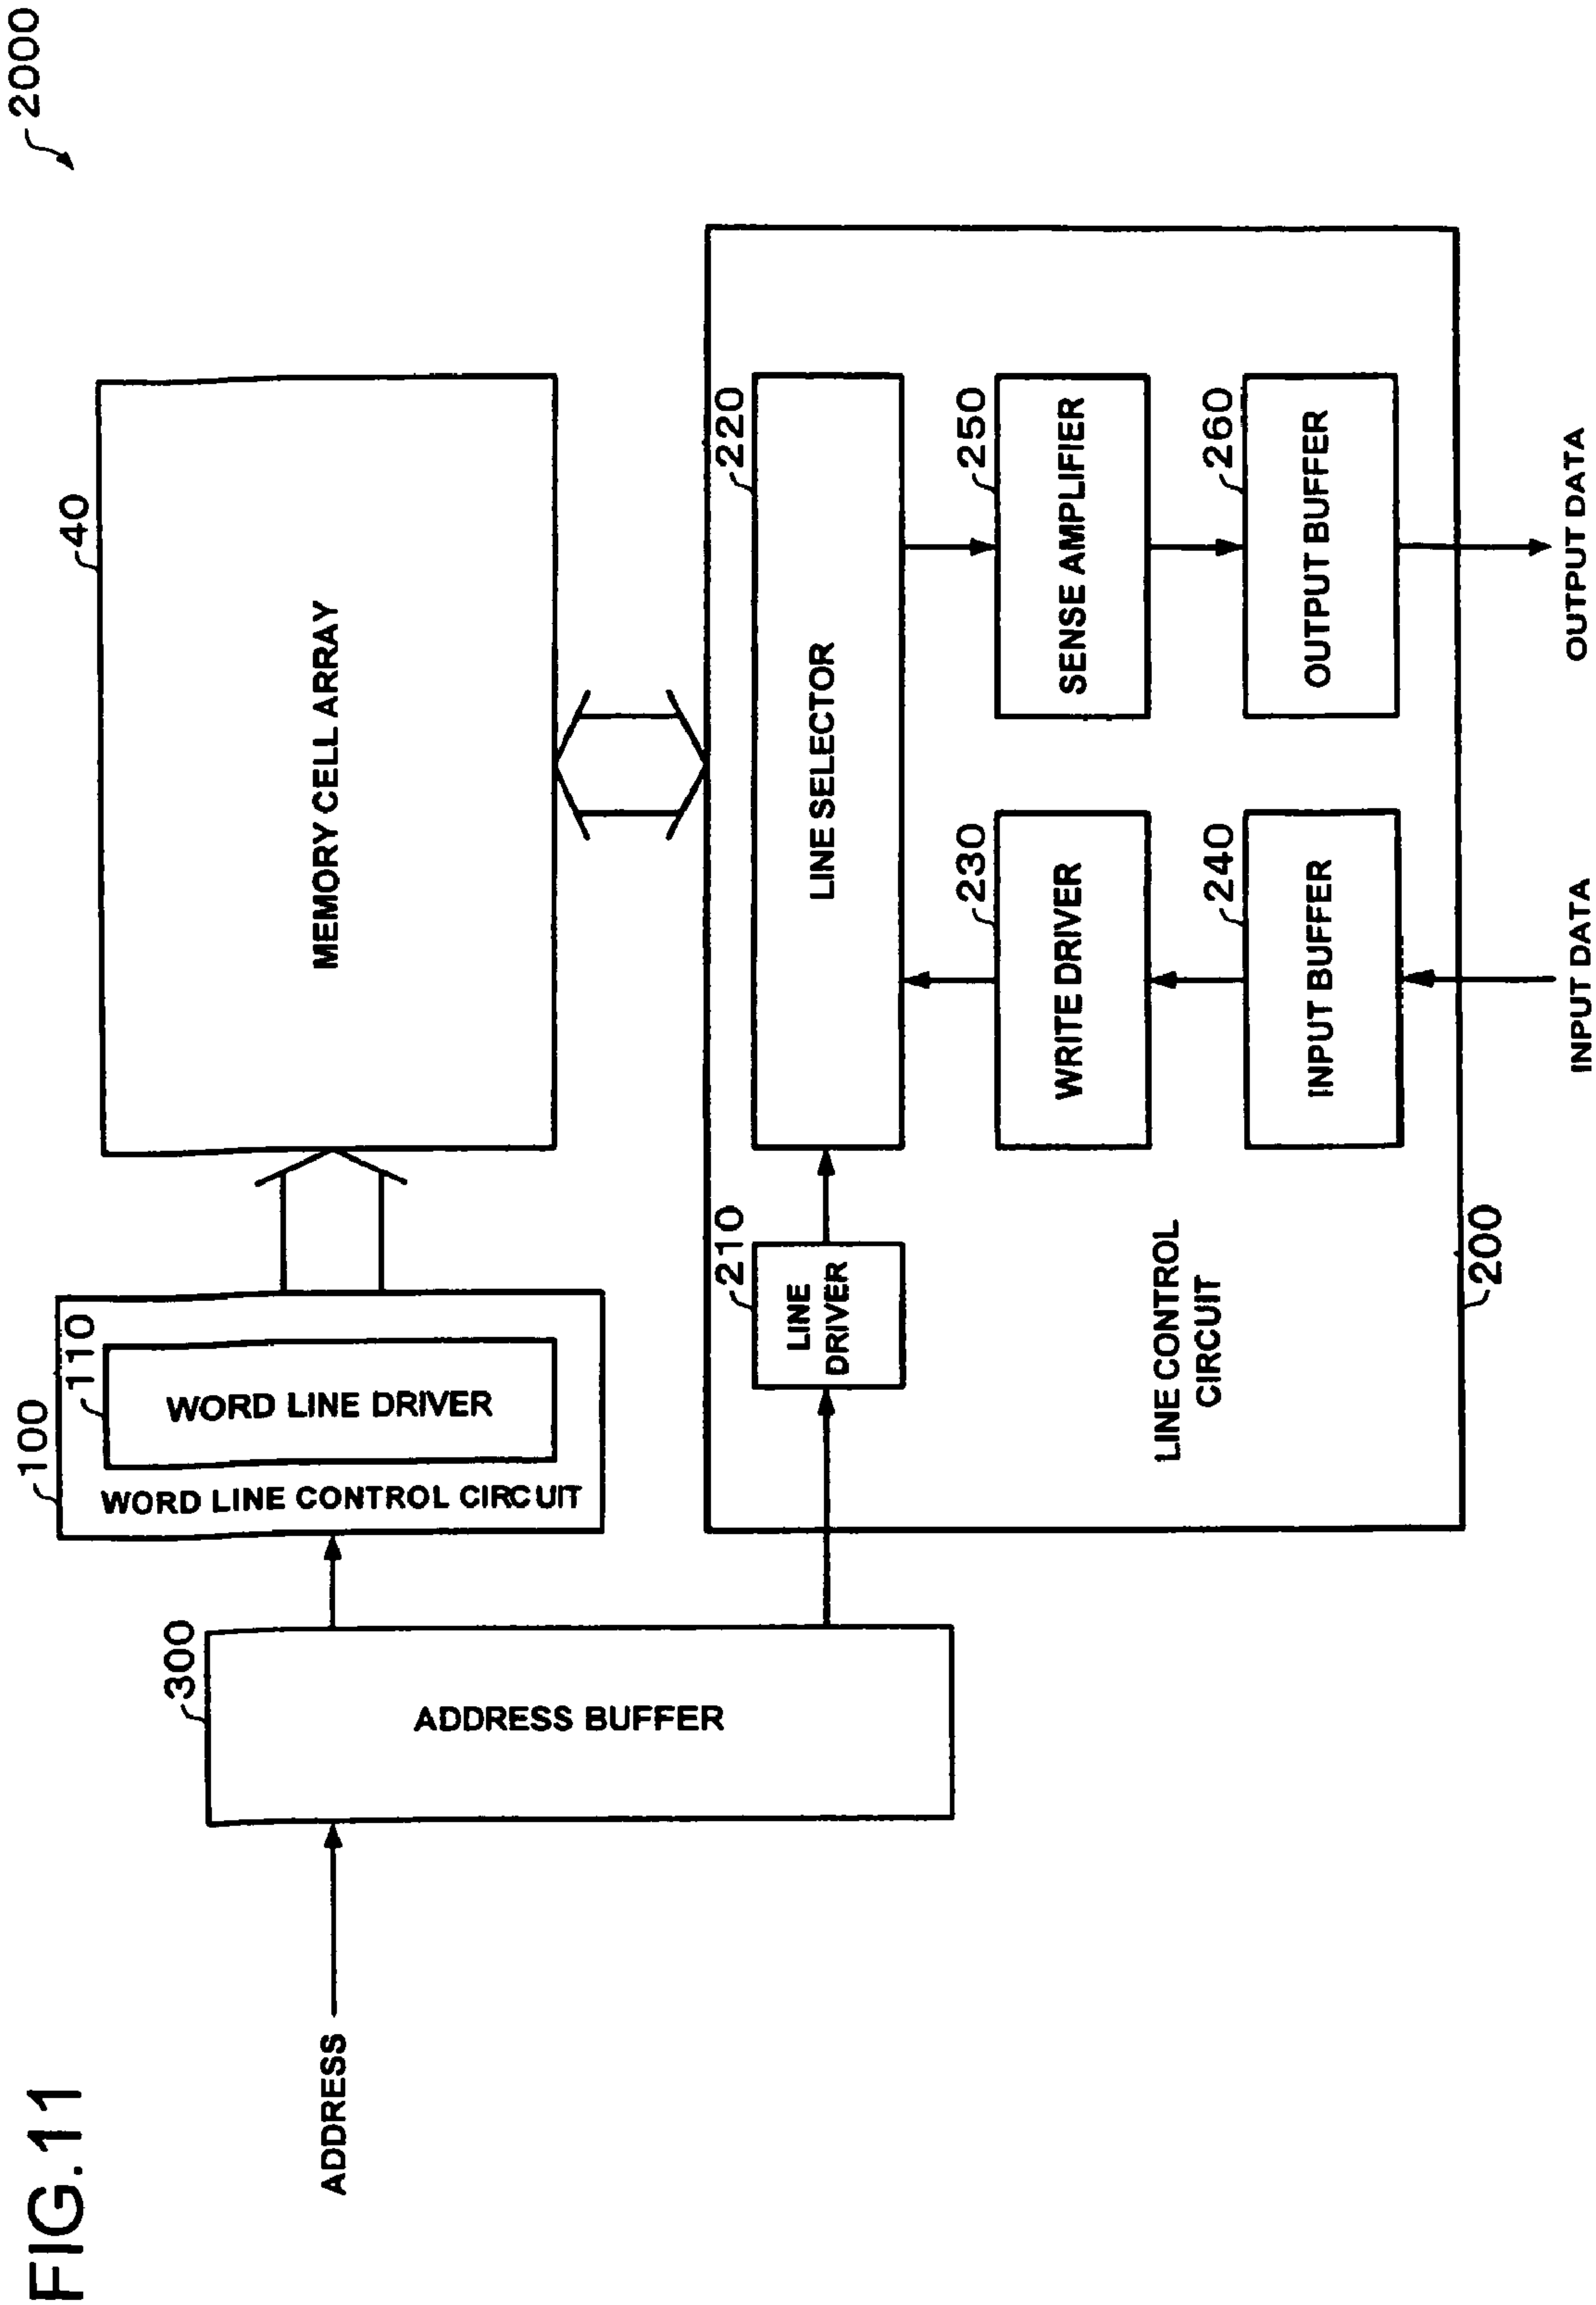 FIG.11
2000
40
MEMORY CELL ARRAY
100
110
WORD LINE DRIVER
WORD LINE CONTROL CIRCUIT
300
ADDRESS BUFFER
ADDRESS
210
LINE
DRIVER
220
LINE SELECTOR
230
WRITE DRIVER
250
SENSE AMPLIFIER
240
INPUT BUFFER
260
OUTPUT BUFFER
LINE CONTROL
CIRCUIT
200
INPUT DATA
OUTPUT DATA